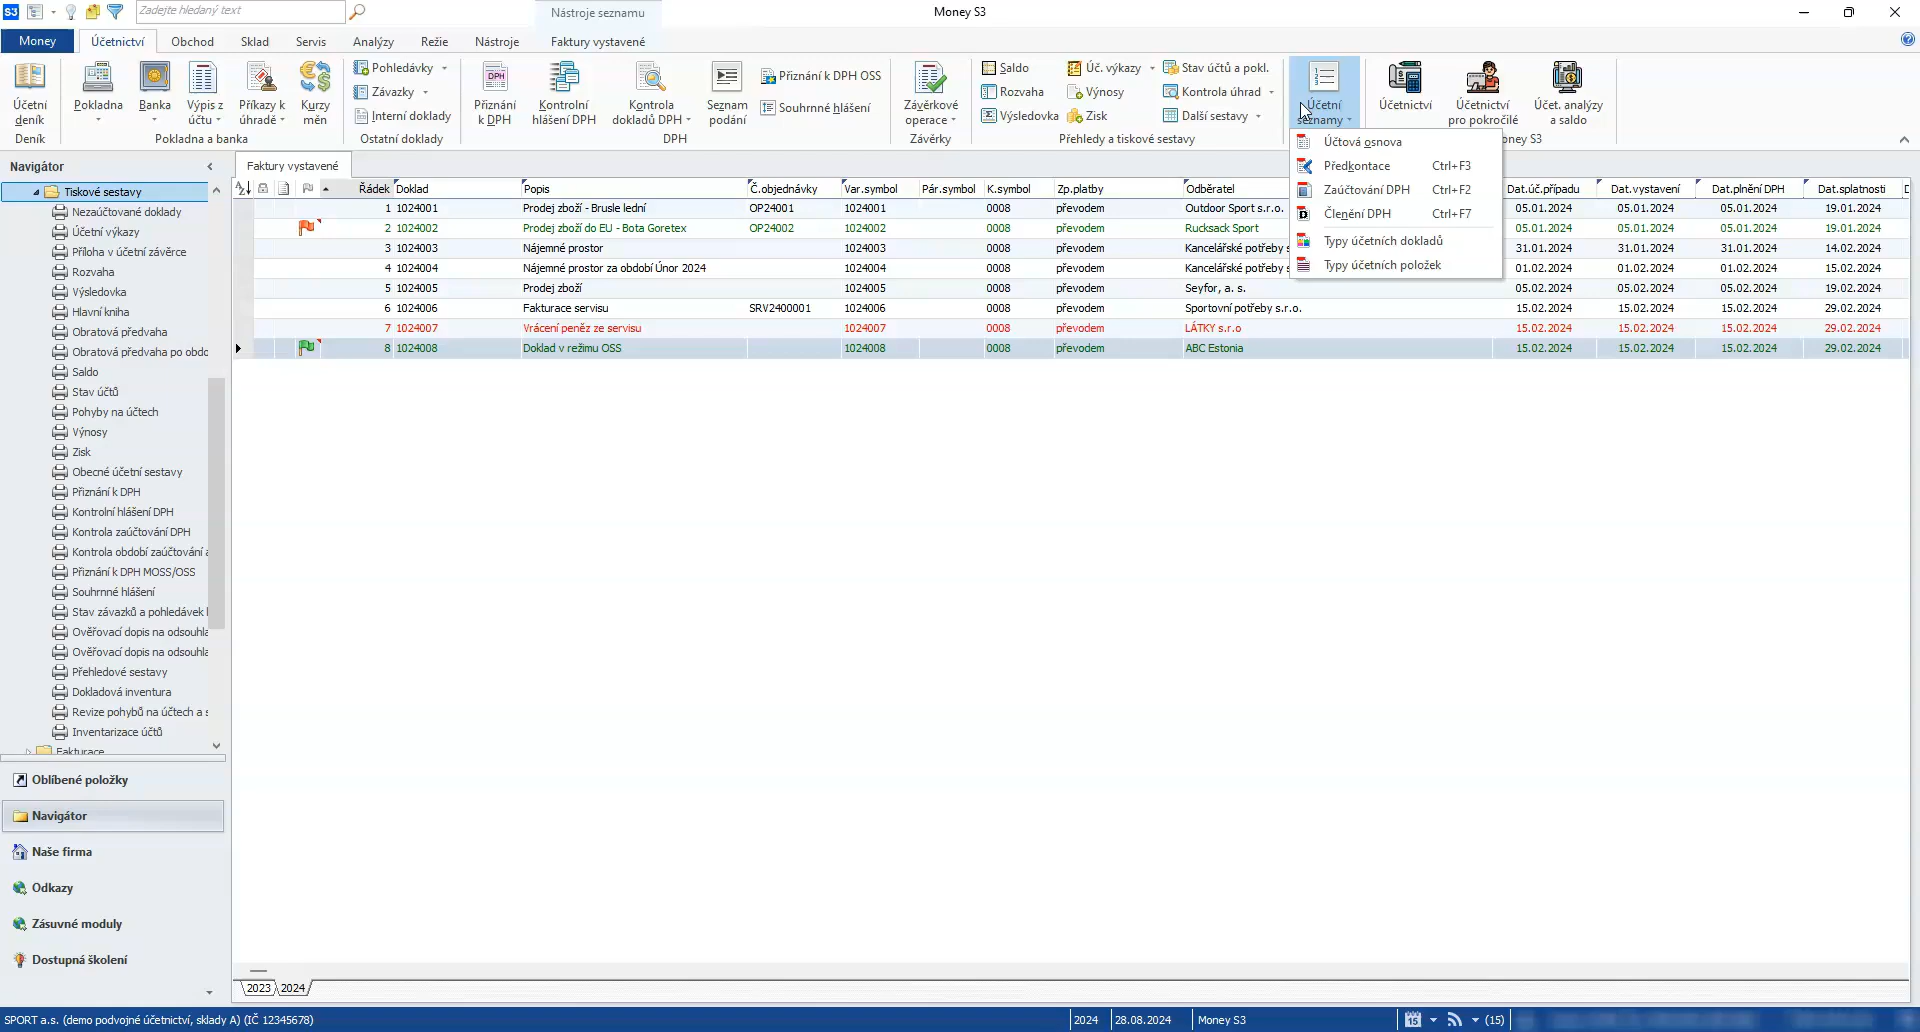 S3 Zadejte hledaný text Nástroje seznamu Money S3
Money Účetnictví Obchod Sklad Servis Analýzy Režie Nástroje Faktury vystavené
Účetní deník
Deník
Pokladna Banka Výpis z účtu Příkazy k úhradě Kurzy měn
Pokladna a banka
Pohledávky
Závazky
Interní doklady
Ostatní doklady
DPH
Přiznání k DPH Kontrolní hlášení DPH Kontrola dokladů DPH Seznam podání
Přiznání k DPH OSS
Souhrnné hlášení
DPH
Závěrkové operace
Závěrky
Saldo Úč. výkazy Stav účtů a pokl.
Rozvaha Výnosy Kontrola úhrad
Výsledovka Zisk Další sestavy
Přehledy a tiskové sestavy
Účetní seznamy
Účetnictví Účetnictví pro pokročilé Účet. analýzy a saldo
oney S3
Účtová osnova
Předkontace Ctrl+F3
Zaúčtování DPH Ctrl+F2
Členění DPH Ctrl+F7
Typy účetních dokladů
Typy účetních položek
Navigátor
Tiskové sestavy
Nezaúčtované doklady
Účetní výkazy
Příloha v účetní závěrce
Rozvaha
Výsledovka
Hlavní kniha
Obratová předvaha
Obratová předvaha po obdo
Saldo
Stav účtů
Pohyby na účtech
Výnosy
Zisk
Obecné účetní sestavy
Přiznání k DPH
Kontrolní hlášení DPH
Kontrola zaúčtování DPH
Kontrola období zaúčtování a
Přiznání k DPH MOSS/OSS
Souhrnné hlášení
Stav závazků a pohledávek
Ověřovací dopis na odsouhla
Ověřovací dopis na odsouhla
Přehledové sestavy
Dokladová inventura
Revize pohybů na účtech a s
Inventarizace účtů
Fakturace
Oblíbené položky
Navigátor
Naše firma
Odkazy
Zásuvné moduly
Dostupná školení
Faktury vystavené
Řádek Doklad Popis Č.objednávky Var.symbol Pár.symbol K.symbol Zp.platby Odběratel Dat.úč.případu Dat.vystavení Dat.plnění DPH Dat.splatnosti D
1 1024001 Prodej zboží - Brusle lední OP24001 1024001 0008 převodem Outdoor Sport s.r.o. 05.01.2024 05.01.2024 05.01.2024 19.01.2024
2 1024002 Prodej zboží do EU - Bota Goretex OP24002 1024002 0008 převodem Rucksack Sport 05.01.2024 05.01.2024 05.01.2024 19.01.2024
3 1024003 Nájemné prostor 1024003 0008 převodem Kancelářské potřeby s 31.01.2024 31.01.2024 31.01.2024 14.02.2024
4 1024004 Nájemné prostor za období Únor 2024 1024004 0008 převodem Kancelářské potřeby s 01.02.2024 01.02.2024 01.02.2024 15.02.2024
5 1024005 Prodej zboží 1024005 0008 převodem Seyfor, a. s. 05.02.2024 05.02.2024 05.02.2024 19.02.2024
6 1024006 Fakturace servisu SRV2400001 1024006 0008 převodem Sportovní potřeby s.r.o. 15.02.2024 15.02.2024 15.02.2024 29.02.2024
7 1024007 Vrácení peněz ze servisu 1024007 0008 převodem LÁTKY s.r.o 15.02.2024 15.02.2024 15.02.2024 29.02.2024
8 1024008 Doklad v režimu OSS 1024008 0008 převodem ABC Estonia 15.02.2024 15.02.2024 15.02.2024 29.02.2024
2023 2024
SPORT a.s. (demo podvojné účetnictví, sklady A) (IČ 12345678) 2024 28.08.2024 Money S3 15 (15)